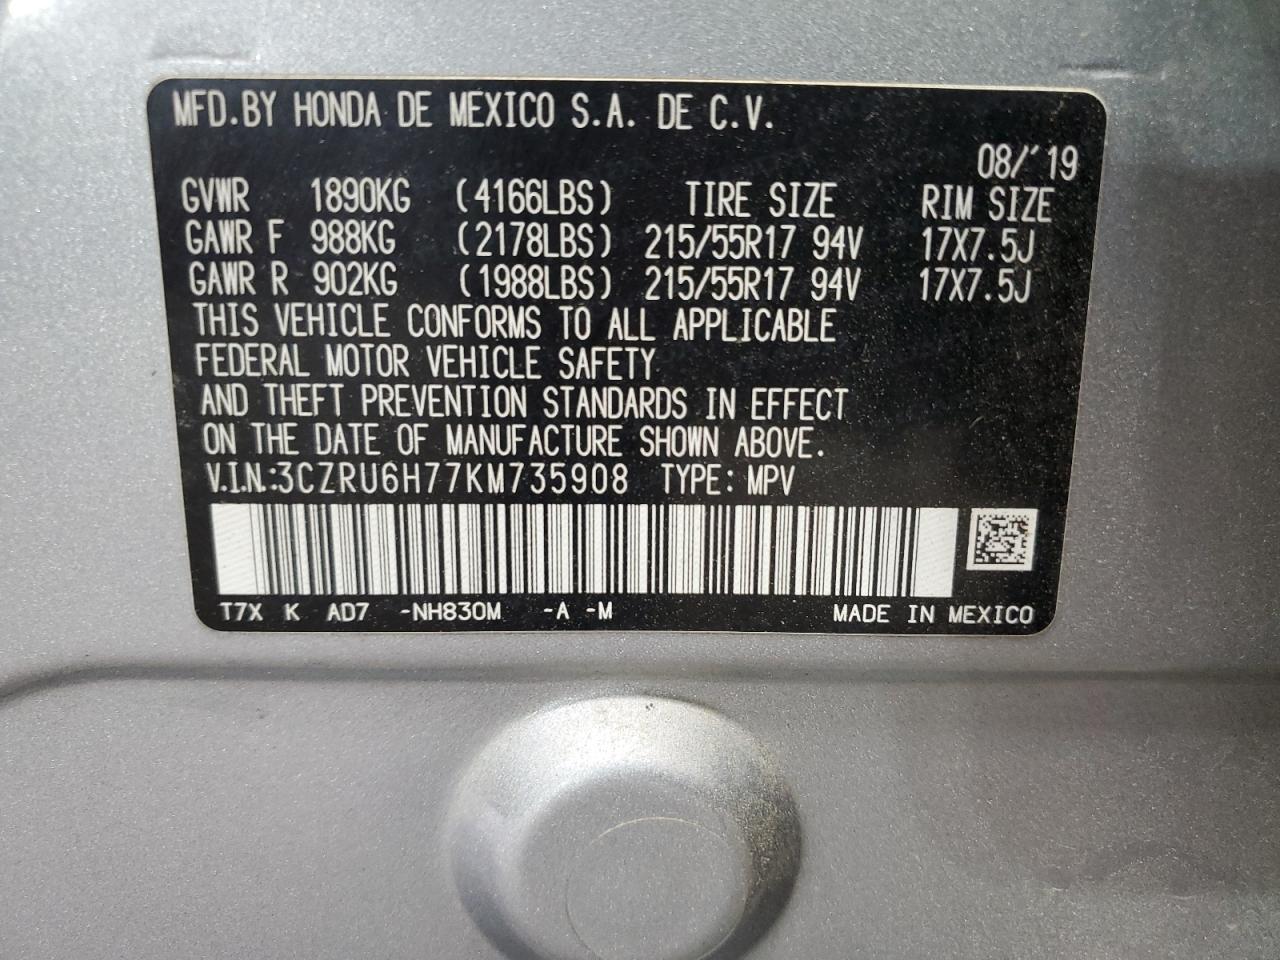 MFD.BY HONDA DE MEXICO S.A. DE C.V.
08/'19
GVWR 1890KG (4166LBS) TIRE SIZE RIM SIZE
GAWR F 988KG (2178LBS) 215/55R17 94V 17X7.5J
GAWR R 902KG (1988LBS) 215/55R17 94V 17X7.5J
THIS VEHICLE CONFORMS TO ALL APPLICABLE
FEDERAL MOTOR VEHICLE SAFETY
AND THEFT PREVENTION STANDARDS IN EFFECT
ON THE DATE OF MANUFACTURE SHOWN ABOVE.
V.I.N.:3CZRU6H77KM735908 TYPE: MPV
T7X K AD7 -NH830M -A -M MADE IN MEXICO